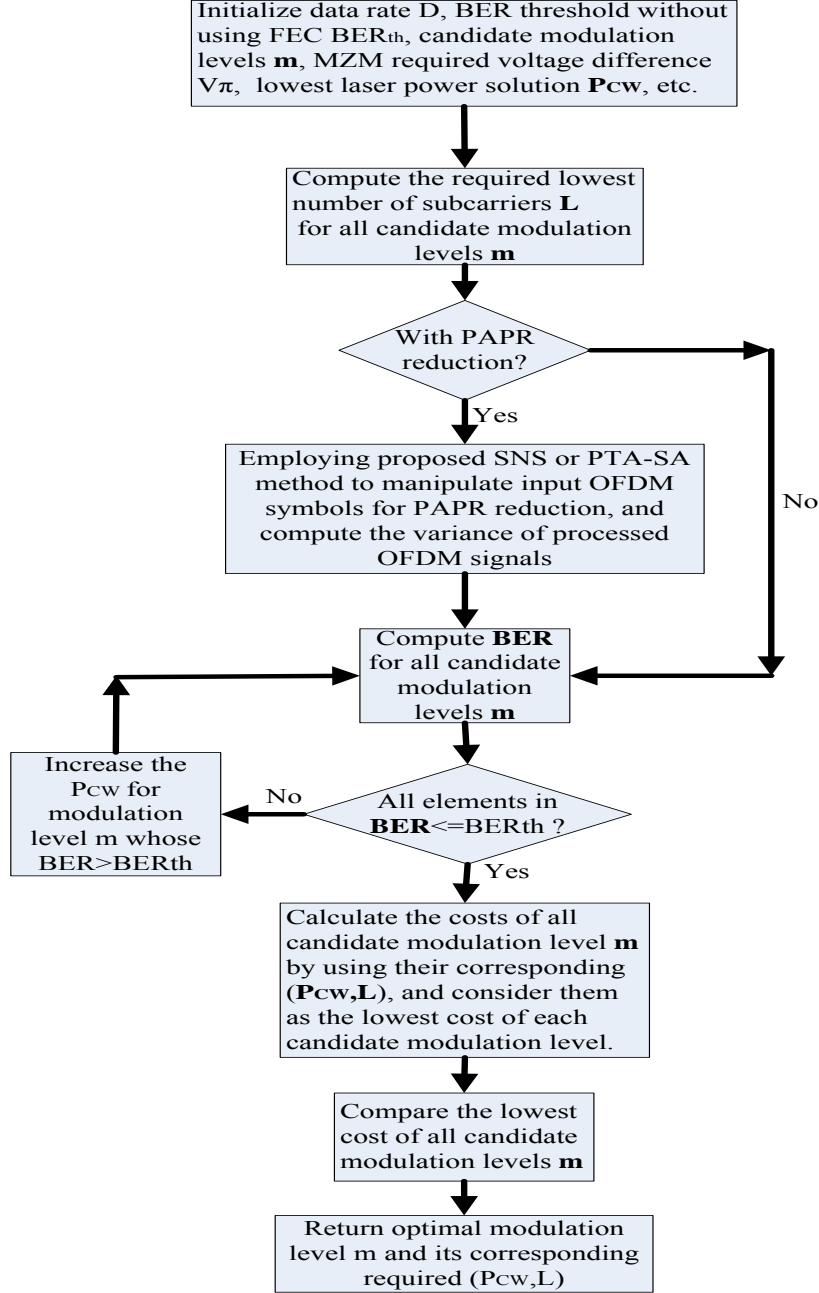 Initialize data rate D, BER threshold without
using FEC BERth, candidate modulation
levels m, MZM required voltage difference
Vπ, lowest laser power solution Pcw, etc.
Compute the required lowest
number of subcarriers L
for all candidate modulation
levels m
With PAPR
reduction?
Yes
No
Employing proposed SNS or PTA-SA
method to manipulate input OFDM
symbols for PAPR reduction, and
compute the variance of processed
OFDM signals
Compute BER
for all candidate
modulation
levels m
Increase the
Pcw for
modulation
level m whose
BER>BERth
No
All elements in
BER<=BERth ?
Yes
Calculate the costs of all
candidate modulation level m
by using their corresponding
(Pcw,L), and consider them
as the lowest cost of each
candidate modulation level.
Compare the lowest
cost of all candidate
modulation levels m
Return optimal modulation
level m and its corresponding
required (Pcw,L)